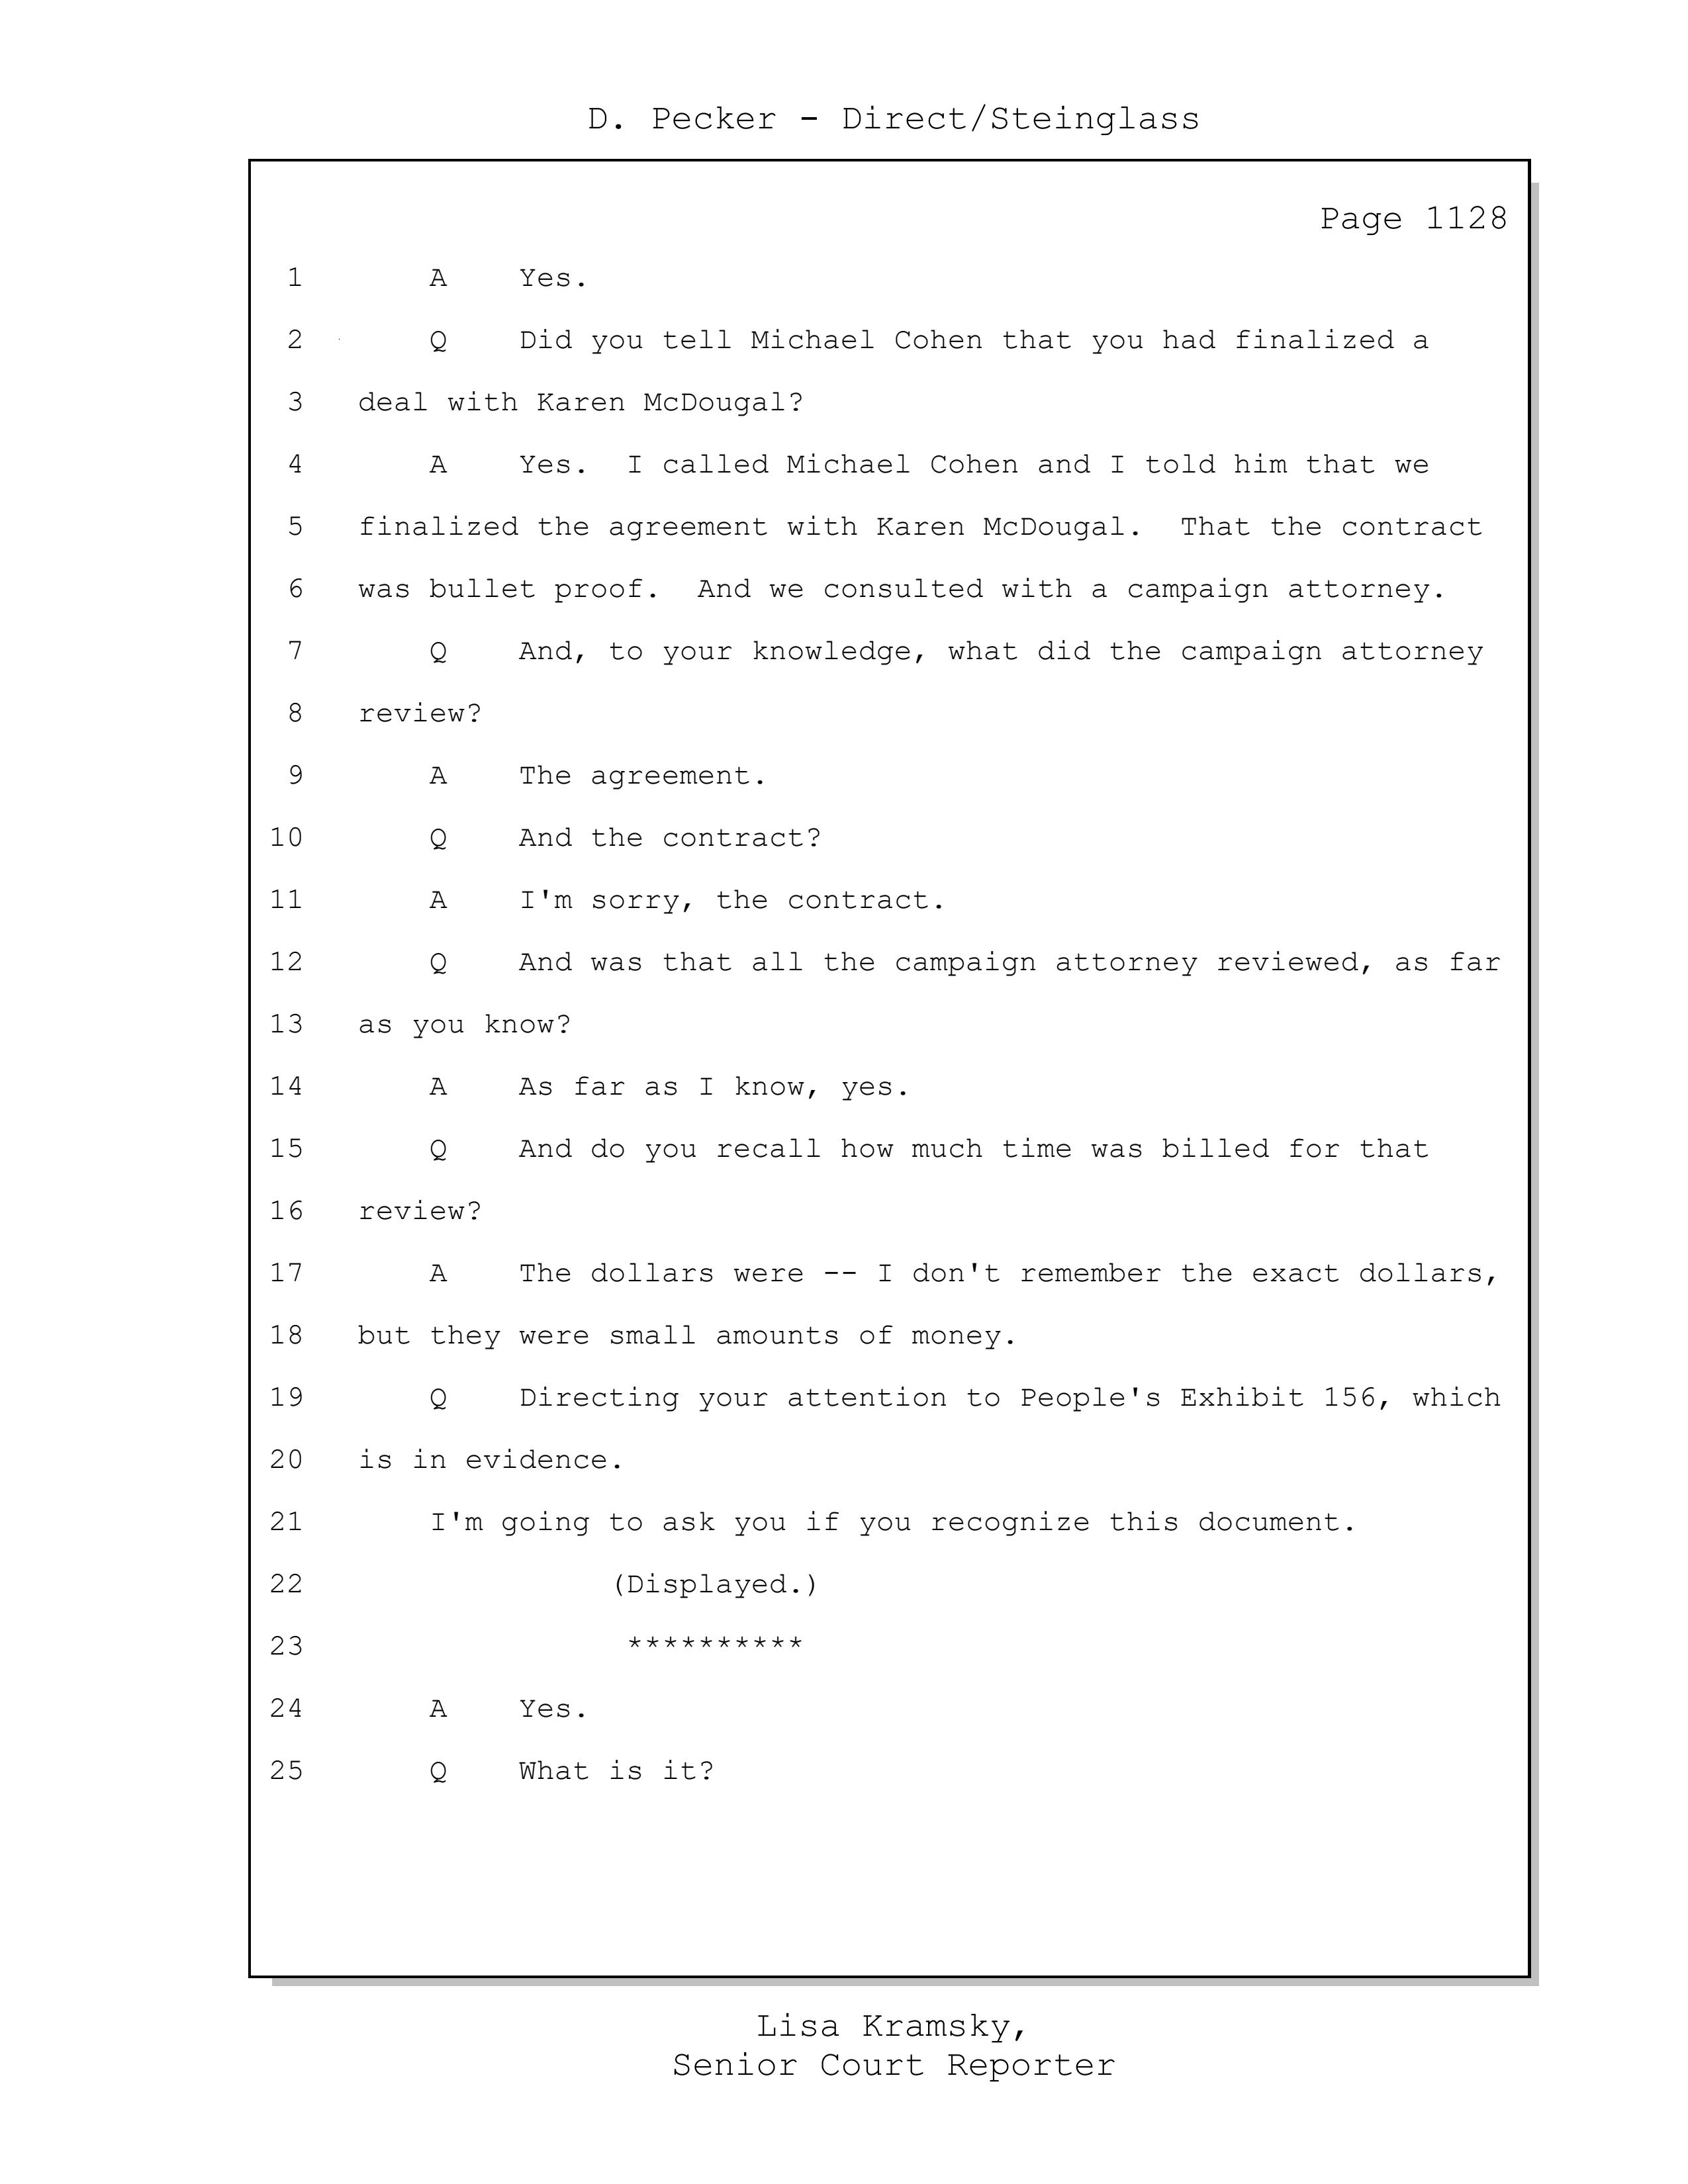 D. Pecker - Direct/Steinglass
Page 1128
1 A Yes.
2 Q Did you tell Michael Cohen that you had finalized a
3 deal with Karen McDougal?
4 A Yes. I called Michael Cohen and I told him that we
5 finalized the agreement with Karen McDougal. That the contract
6 was bullet proof. And we consulted with a campaign attorney.
7 Q And, to your knowledge, what did the campaign attorney
8 review?
9 A The agreement.
10 Q And the contract?
11 A I'm sorry, the contract.
12 Q And was that all the campaign attorney reviewed, as far
13 as you know?
14 A As far as I know, yes.
15 Q And do you recall how much time was billed for that
16 review?
17 A The dollars were -- I don't remember the exact dollars,
18 but they were small amounts of money.
19 Q Directing your attention to People's Exhibit 156, which
20 is in evidence.
21 I'm going to ask you if you recognize this document.
22 (Displayed.)
23 **********
24 A Yes.
25 Q What is it?
Lisa Kramsky,
Senior Court Reporter